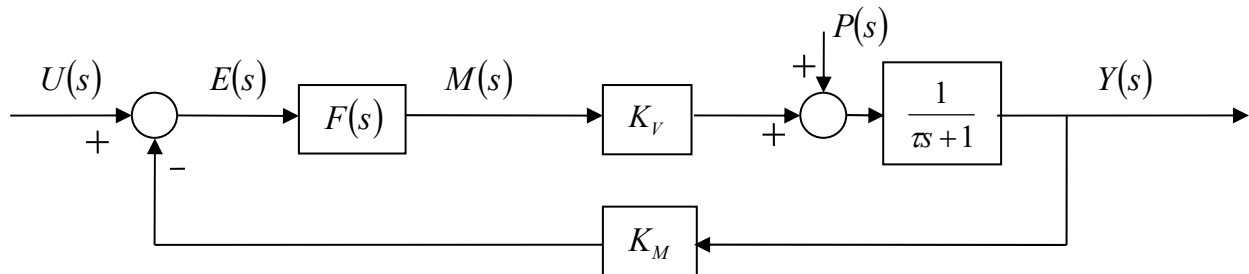 P(s)
U(s)
E(s)
M(s)
Y(s)
+
F(s)
K_V
1
τs + 1
+
+
−
K_M